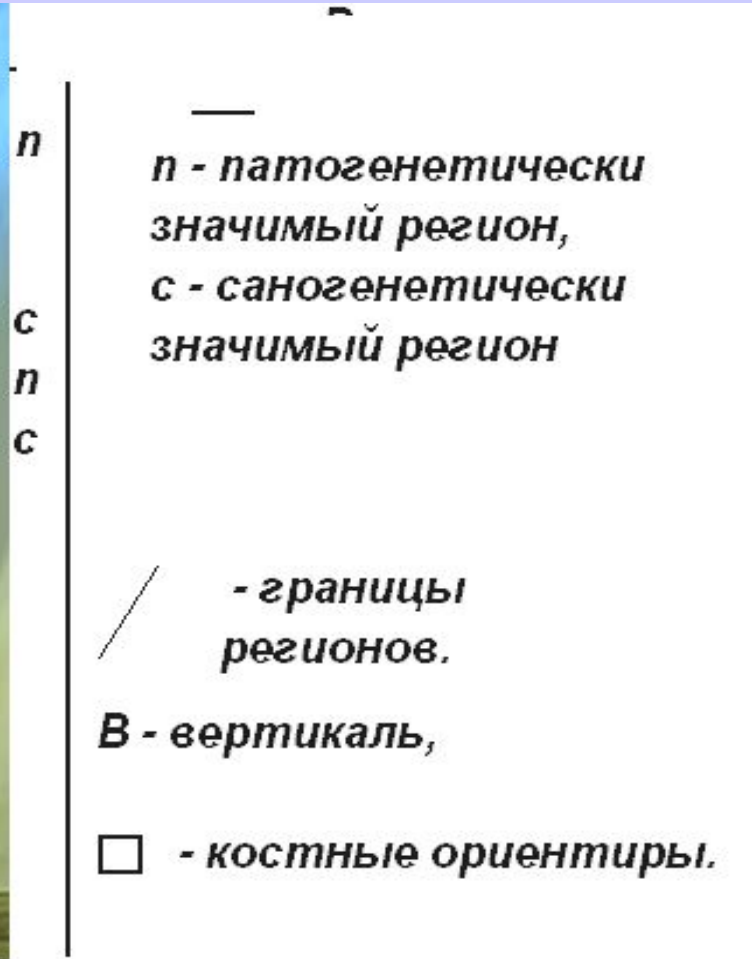 п
с
п
с
п - патогенетически
значимый регион,
с - саногенетически
значимый регион
- границы
регионов.
В - вертикаль,
- костные ориентиры.